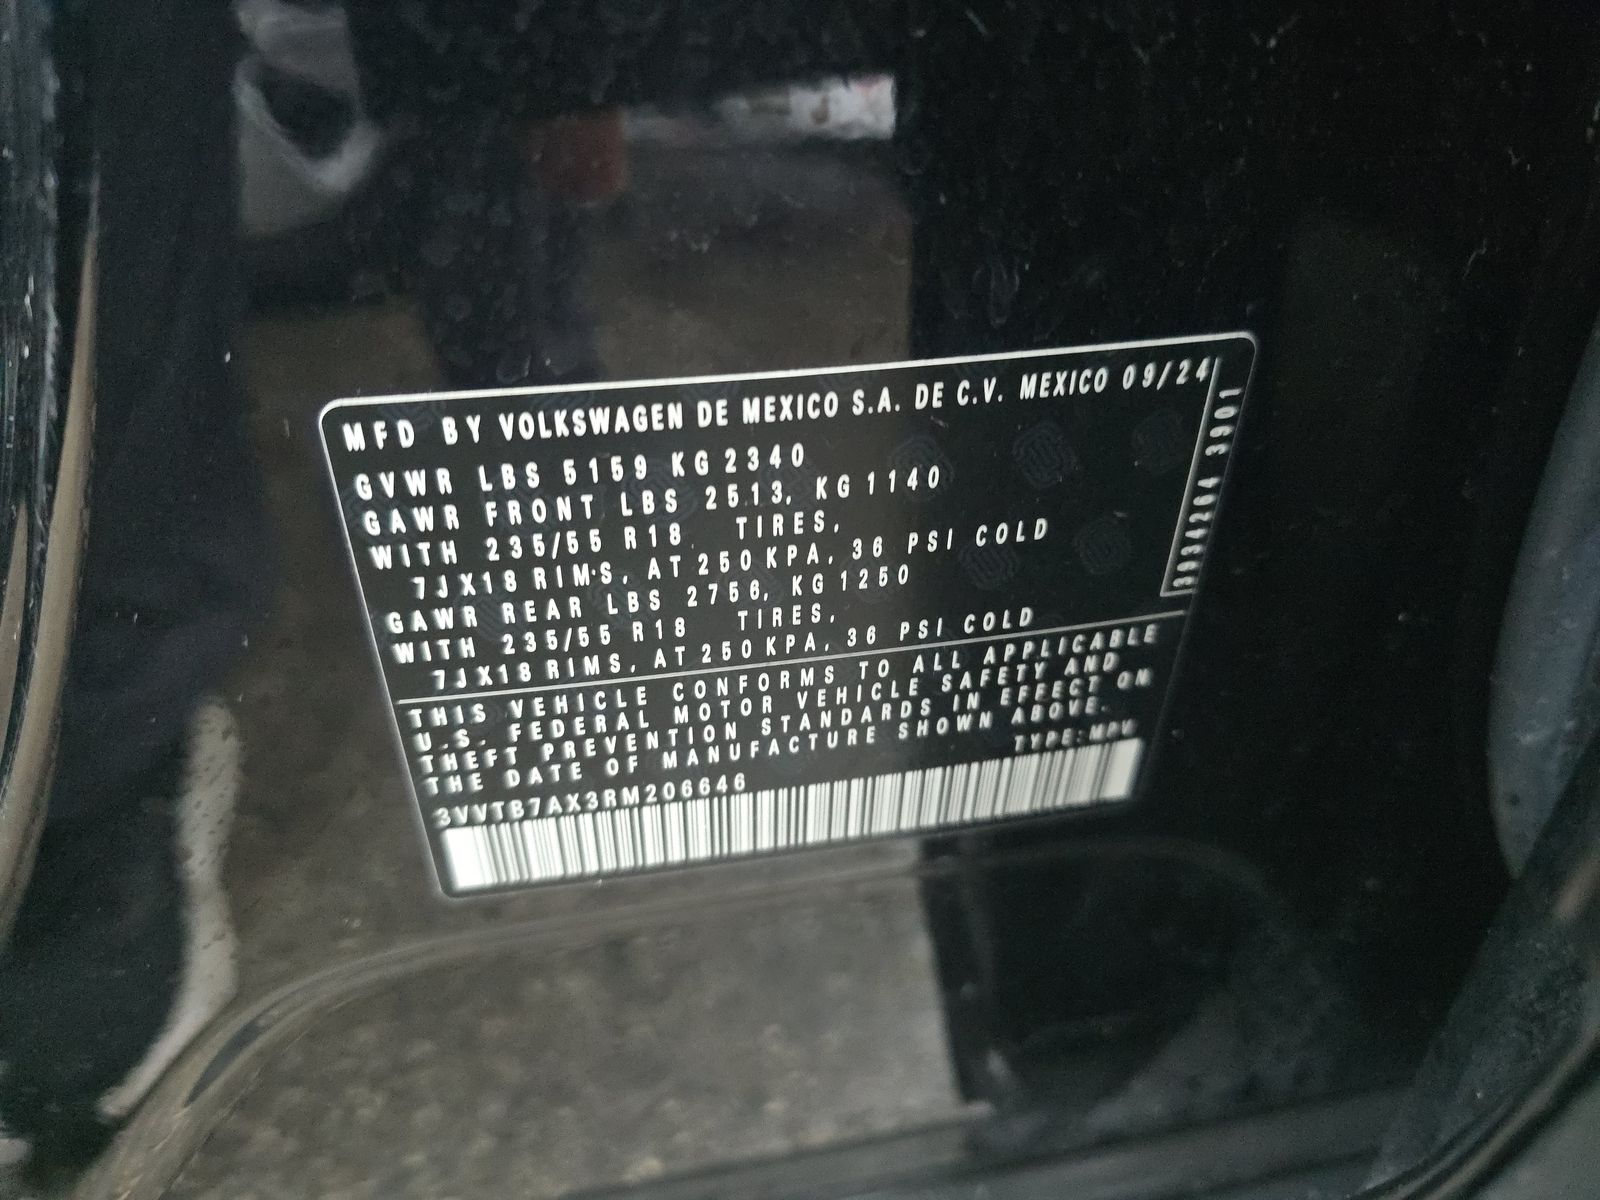 MFD BY VOLKSWAGEN DE MEXICO S.A. DE C.V. MEXICO 09/24
GVWR LBS 5159 KG 2340
GAWR FRONT LBS 2513, KG 1140
WITH 235/55 R18 TIRES,
7JX18 RIMS, AT 250 KPA, 36 PSI COLD
GAWR REAR LBS 2756, KG 1250
WITH 235/55 R18 TIRES,
7JX18 RIMS, AT 250 KPA, 36 PSI COLD
THIS VEHICLE CONFORMS TO ALL APPLICABLE
U.S. FEDERAL MOTOR VEHICLE SAFETY AND
THEFT PREVENTION STANDARDS IN EFFECT ON
THE DATE OF MANUFACTURE SHOWN ABOVE.
TYPE: MPV
3VVTB7AX3RM206646